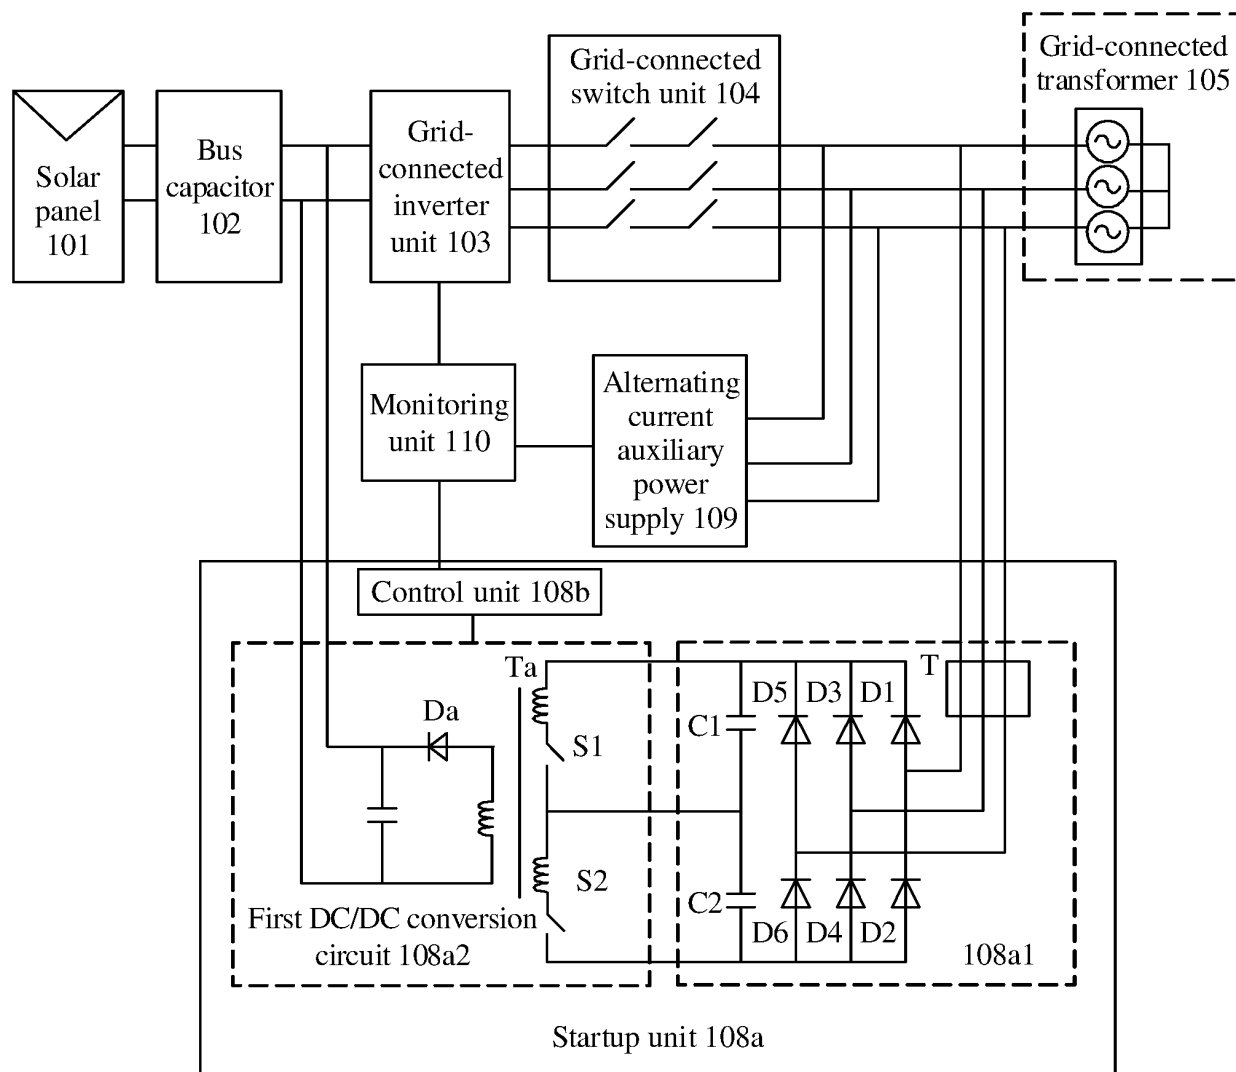 Grid-connected
transformer 105
Grid-connected
switch unit 104
Solar
panel
101
Bus
capacitor
102
Grid-
connected
inverter
unit 103
Monitoring
unit 110
Alternating
current
auxiliary
power
supply 109
Control unit 108b
Ta
Da
S1
S2
First DC/DC conversion
circuit 108a2
T
D5 D3 D1
C1
C2
D6 D4 D2
108a1
Startup unit 108a